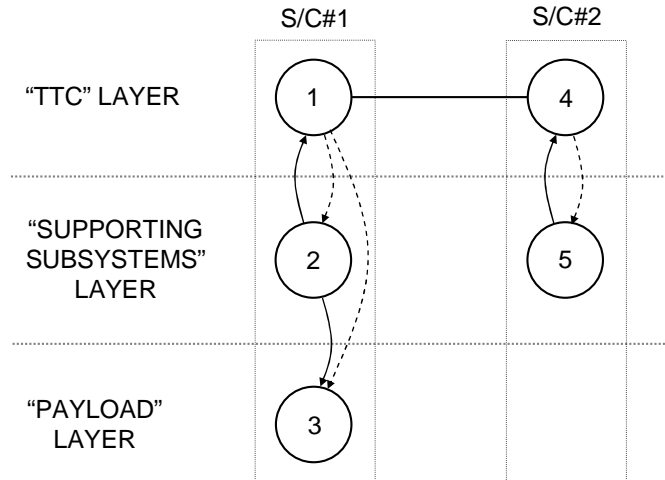 S/C#1
S/C#2
“TTC” LAYER
1
4
“SUPPORTING
SUBSYSTEMS”
LAYER
2
5
“PAYLOAD”
LAYER
3